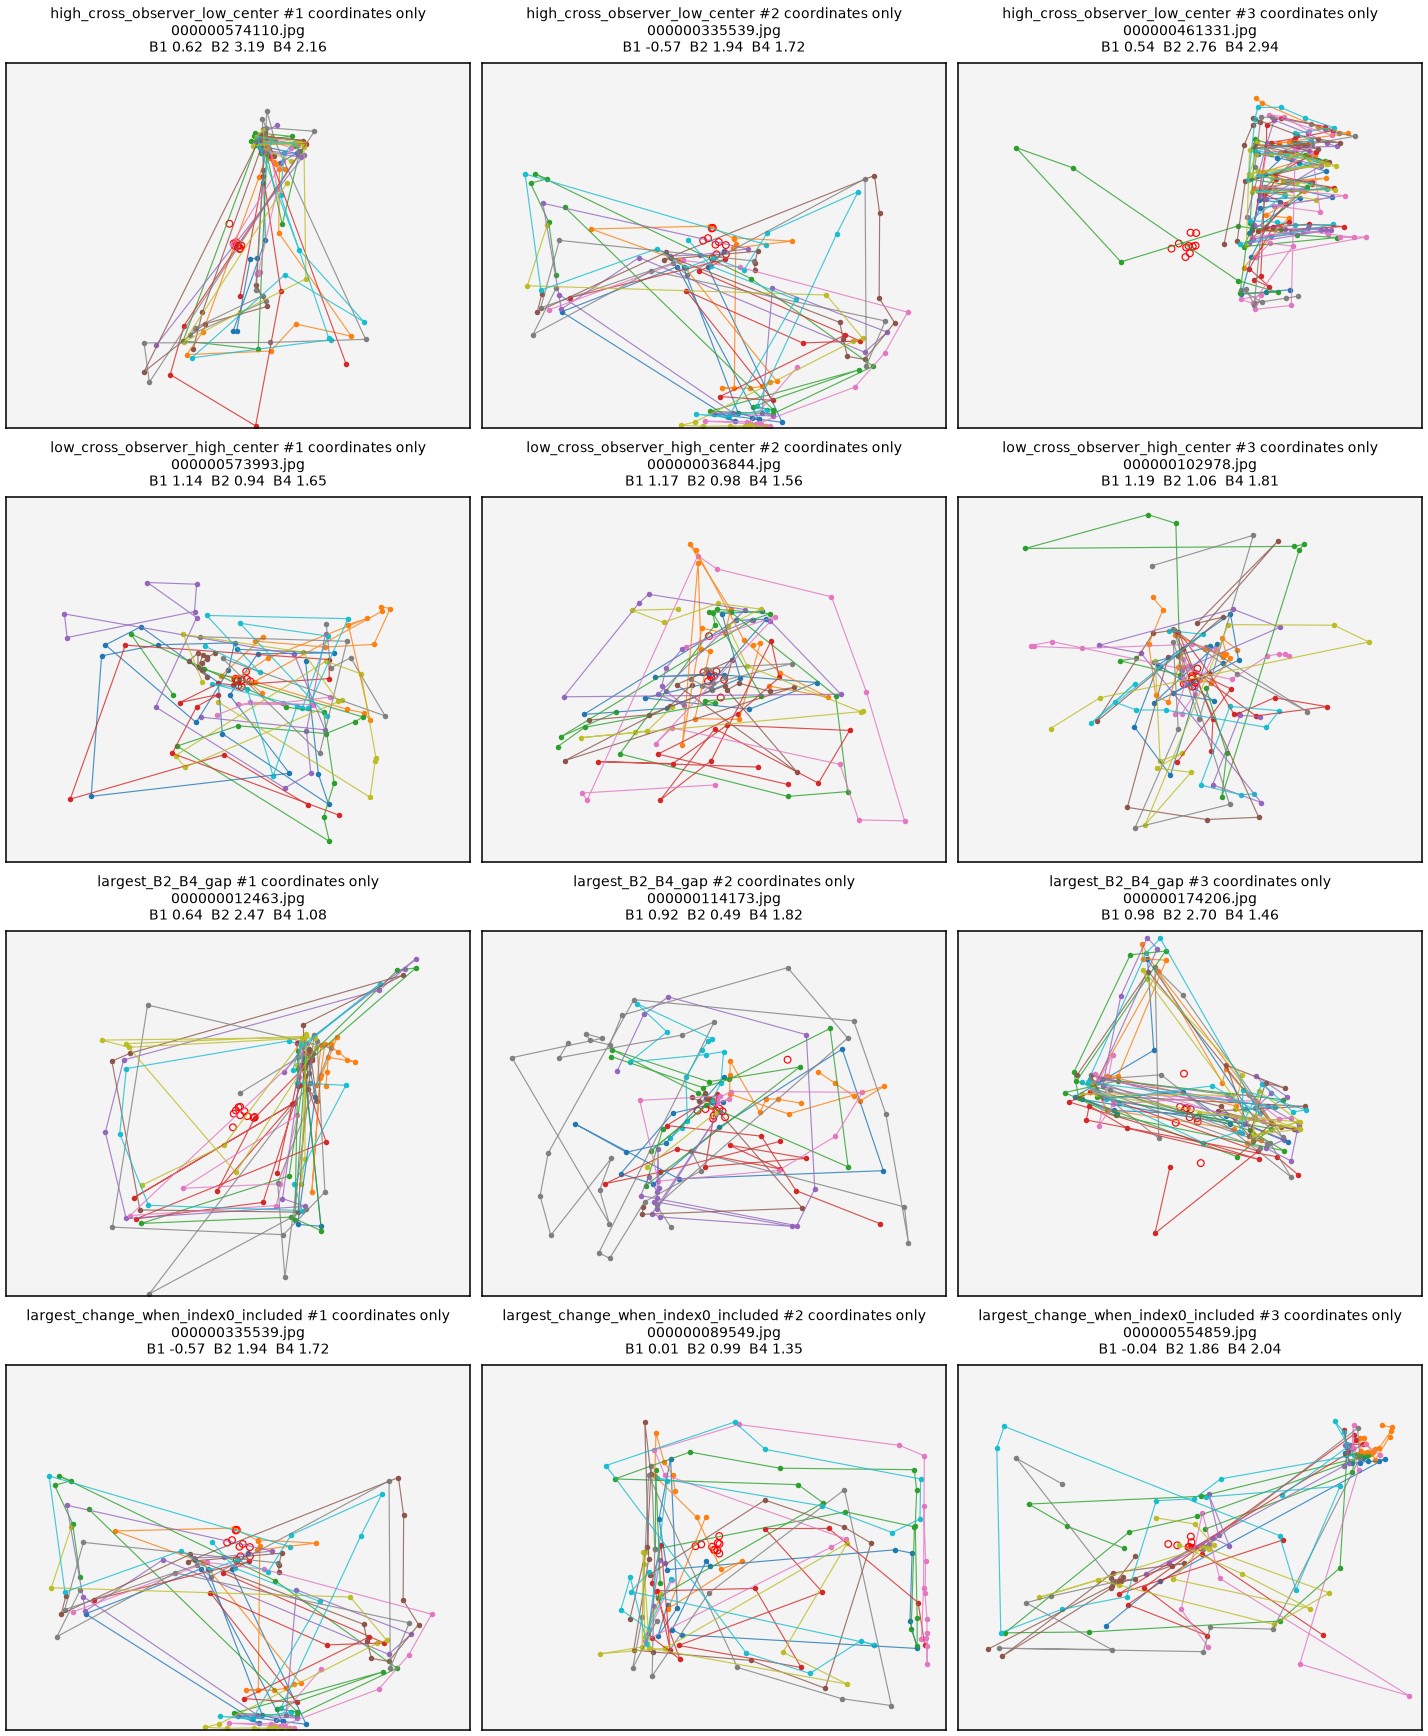 high_cross_observer_low_center #1 coordinates only
000000574110.jpg
B1 0.62 B2 3.19 B4 2.16
high_cross_observer_low_center #2 coordinates only
000000335539.jpg
B1 -0.57 B2 1.94 B4 1.72
high_cross_observer_low_center #3 coordinates only
000000461331.jpg
B1 0.54 B2 2.76 B4 2.94
low_cross_observer_high_center #1 coordinates only
000000573993.jpg
B1 1.14 B2 0.94 B4 1.65
low_cross_observer_high_center #2 coordinates only
000000036844.jpg
B1 1.17 B2 0.98 B4 1.56
low_cross_observer_high_center #3 coordinates only
000000102978.jpg
B1 1.19 B2 1.06 B4 1.81
largest_B2_B4_gap #1 coordinates only
000000012463.jpg
B1 0.64 B2 2.47 B4 1.08
largest_B2_B4_gap #2 coordinates only
000000114173.jpg
B1 0.92 B2 0.49 B4 1.82
largest_B2_B4_gap #3 coordinates only
000000174206.jpg
B1 0.98 B2 2.70 B4 1.46
largest_change_when_index0_included #1 coordinates only
000000335539.jpg
B1 -0.57 B2 1.94 B4 1.72
largest_change_when_index0_included #2 coordinates only
000000089549.jpg
B1 0.01 B2 0.99 B4 1.35
largest_change_when_index0_included #3 coordinates only
000000554859.jpg
B1 -0.04 B2 1.86 B4 2.04